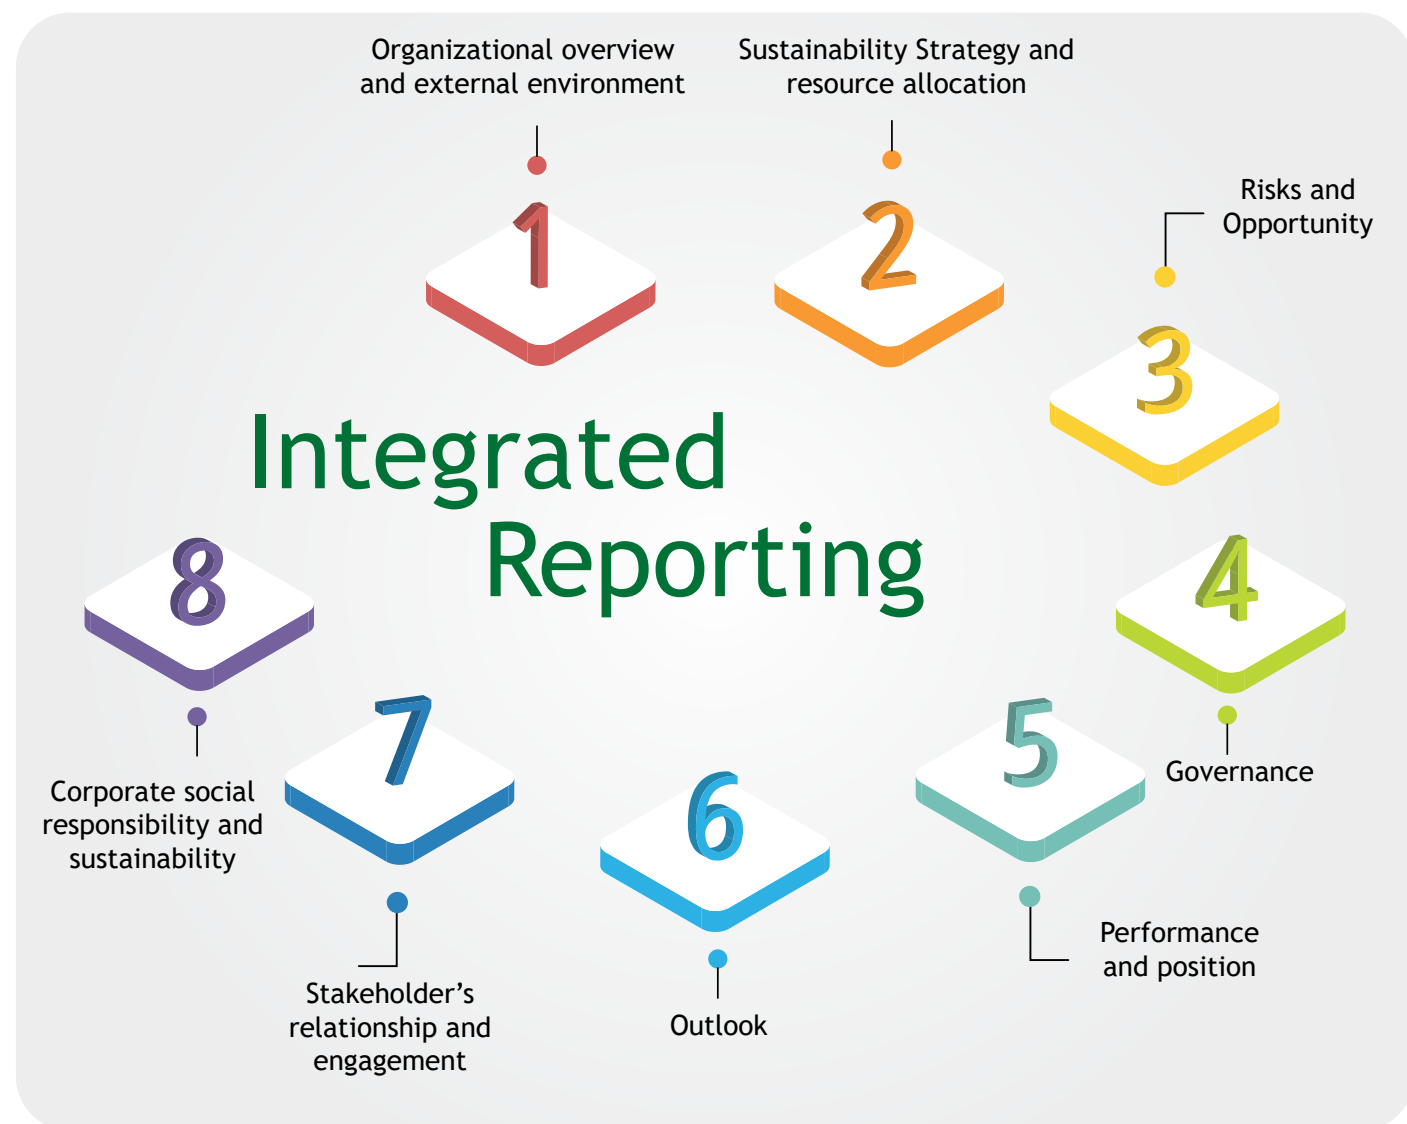 Organizational overview
and external environment
Sustainability Strategy and
resource allocation
Risks and
Opportunity
1
2
3
Integrated
Reporting
8
4
7
5
6
Governance
Corporate social
responsibility and
sustainability
Performance
and position
Stakeholder’s
relationship and
engagement
Outlook